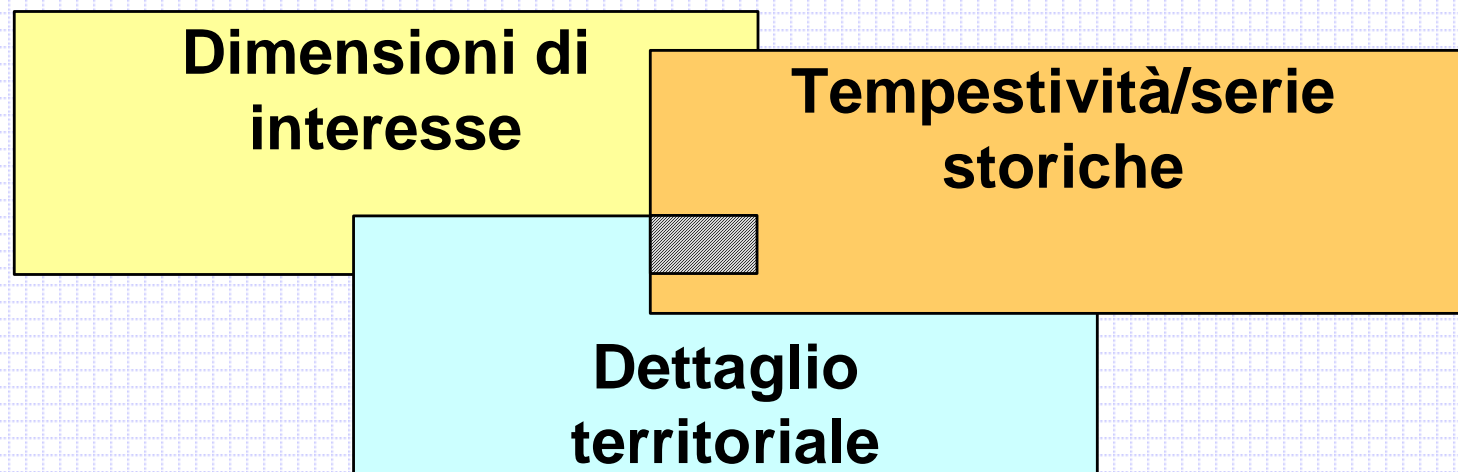 Dimensioni di
interesse
Tempestività/serie
storiche
Dettaglio
territoriale